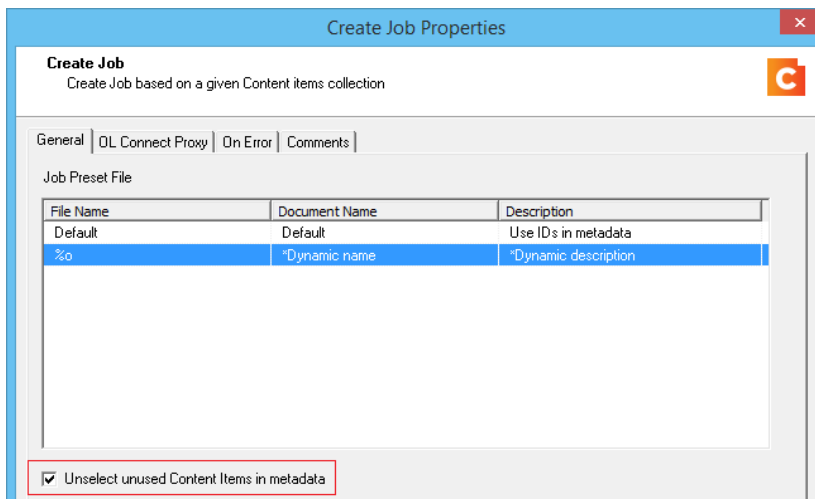 Create Job Properties
Create Job
Create Job based on a given Content items collection
General OL Connect Proxy On Error Comments
Job Preset File
File Name Document Name Description
Default Default Use IDs in metadata
%o *Dynamic name *Dynamic description
Unselect unused Content Items in metadata